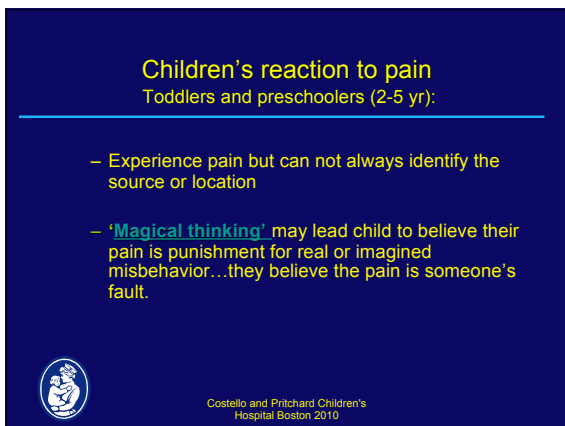 Children’s reaction to pain
Toddlers and preschoolers (2-5 yr):
– Experience pain but can not always identify the
source or location
– ‘Magical thinking’ may lead child to believe their
pain is punishment for real or imagined
misbehavior…they believe the pain is someone’s
fault.
Costello and Pritchard Children's
Hospital Boston 2010